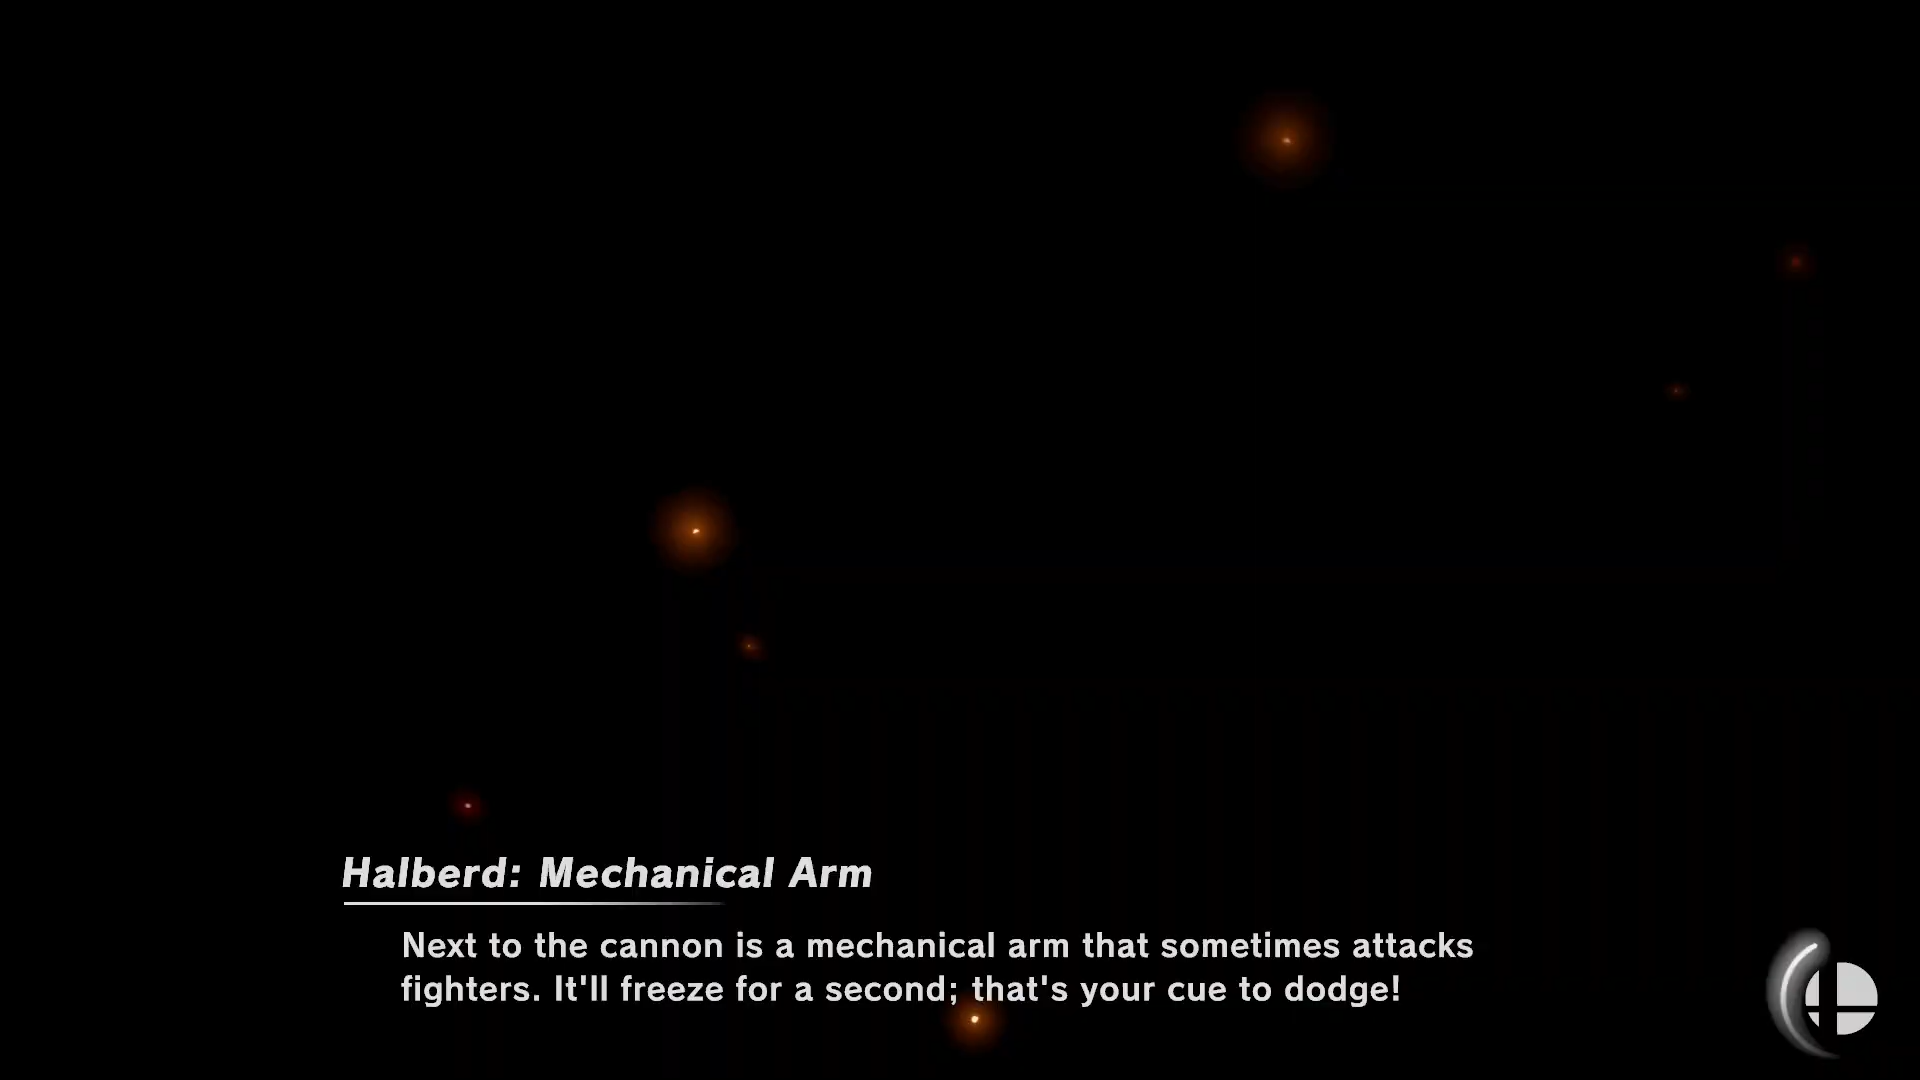 Halberd: Mechanical Arm
Next to the cannon is a mechanical arm that sometimes attacks
fighters. It'll freeze for a second; that's your cue to dodge!